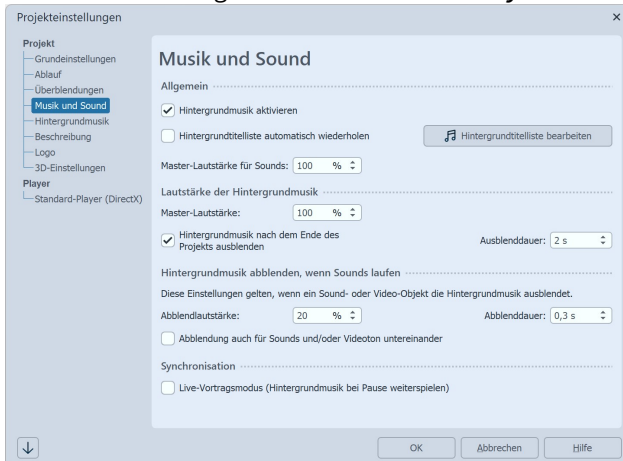 Projekteinstellungen
Projekt
Grundeinstellungen
Ablauf
Überblendungen
Musik und Sound
Hintergrundmusik
Beschreibung
Logo
3D-Einstellungen
Player
Standard-Player (DirectX)
Musik und Sound
Allgemein
Hintergrundmusik aktivieren
Hintergrundtitelliste automatisch wiederholen
Hintergrundtitelliste bearbeiten
Master-Lautstärke für Sounds: 100 %
Lautstärke der Hintergrundmusik
Master-Lautstärke: 100 %
Hintergrundmusik nach dem Ende des
Projekts ausblenden
Ausblenddauer: 2 s
Hintergrundmusik abblenden, wenn Sounds laufen
Diese Einstellungen gelten, wenn ein Sound- oder Video-Objekt die Hintergrundmusik ausblendet.
Abblendlautstärke: 20 % Abblenddauer: 0,3 s
Abblendung auch für Sounds und/oder Videoton untereinander
Synchronisation
Live-Vortragsmodus (Hintergrundmusik bei Pause weiterspielen)
OK Abbrechen Hilfe